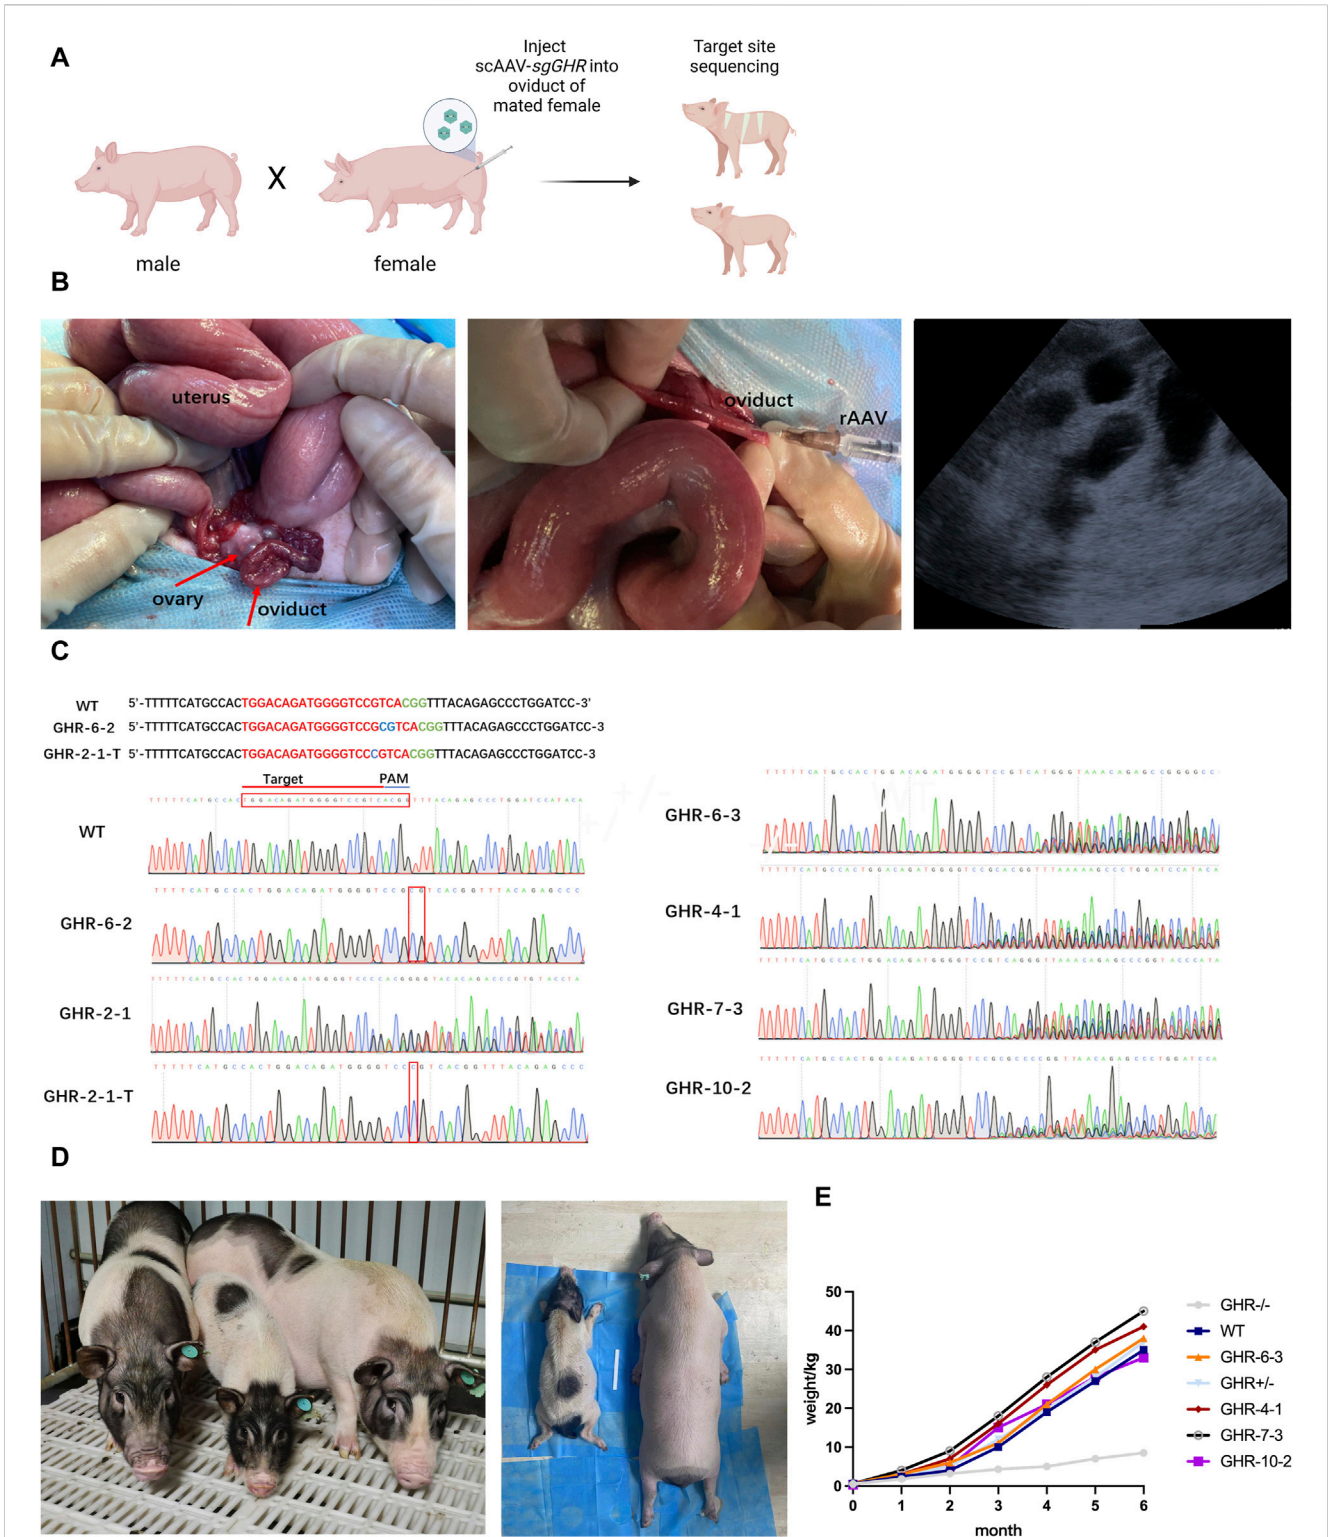 A
Inject
scAAV-sgGHR into
oviduct of
mated female
Target site
sequencing
X
male
female
B
uterus
ovary
oviduct
oviduct
rAAV
C
WT 5'-TTTTTCATGCCACTGGACAGATGGGGTCCGTCACGGTTTACAGAGCCCTGGATCC-3'
GHR-6-2 5'-TTTTTCATGCCACTGGACAGATGGGGTCCGCGTCACGGTTTACAGAGCCCTGGATCC-3
GHR-2-1-T 5'-TTTTTCATGCCACTGGACAGATGGGGTCCCGTCACGGTTTACAGAGCCCTGGATCC-3
Target
PAM
TTTTTCATGCCACTGGACAGATGGGGTCCGTCACGGTTTACAGAGCCCTGGATCCATACA
WT
TTTTCATGCCACTGGACAGATGGGGTCCGCGTCACGGTTTACAGAGCCC
GHR-6-2
GHR-2-1
TTTTTCATGCCACTGGACAGATGGGGTCCCGTCACGGTTTACAGAGCCC
GHR-2-1-T
GHR-6-3
GHR-4-1
GHR-7-3
GHR-10-2
D
E
50
40
30
20
10
0
weight/kg
0 1 2 3 4 5 6
month
GHR-/-
WT
GHR-6-3
GHR+/-
GHR-4-1
GHR-7-3
GHR-10-2